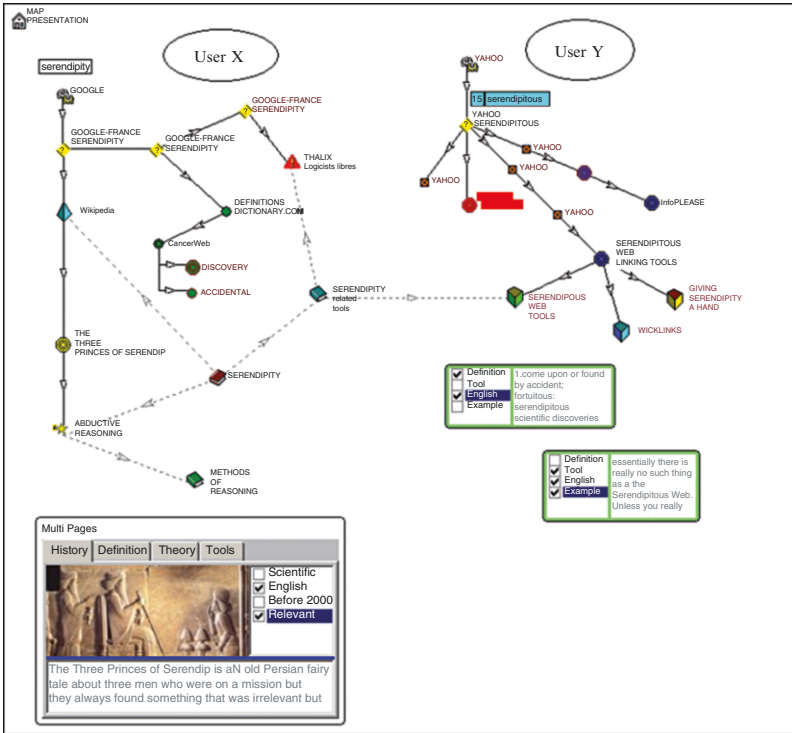 MAP
PRESENTATION
User X
User Y
serendipity
GOOGLE
YAHOO
15 serendipitous
GOOGLE-FRANCE
SERENDIPITY
GOOGLE-FRANCE
SERENDIPITY
GOOGLE-FRANCE
SERENDIPITY
YAHOO
SERENDIPITOUS
THALIX
Logicists libres
YAHOO
YAHOO
YAHOO
YAHOO
InfoPLEASE
Wikipedia
DEFINITIONS
DICTIONARY.COM
CancerWeb
DISCOVERY
ACCIDENTAL
SERENDIPITY
related
tools
SERENDIPITOUS
WEB
LINKING TOOLS
SERENDIPOUS
WEB
TOOLS
GIVING
SERENDIPITY
A HAND
WICKLINKS
THE
THREE
PRINCES OF SERENDIP
SERENDIPITY
ABDUCTIVE
REASONING
METHODS
OF
REASONING
Definition
Tool
English
Example
1.come upon or found
by accident;
fortuitous:
serendipitous
scientific discoveries
Definition
Tool
English
Example
essentially there is
really no such thing
as a the
Serendipitous Web.
Unless you really
Multi Pages
History Definition Theory Tools
Scientific
English
Before 2000
Relevant
The Three Princes of Serendip is aN old Persian fairy
tale about three men who were on a mission but
they always found something that was irrelevant but